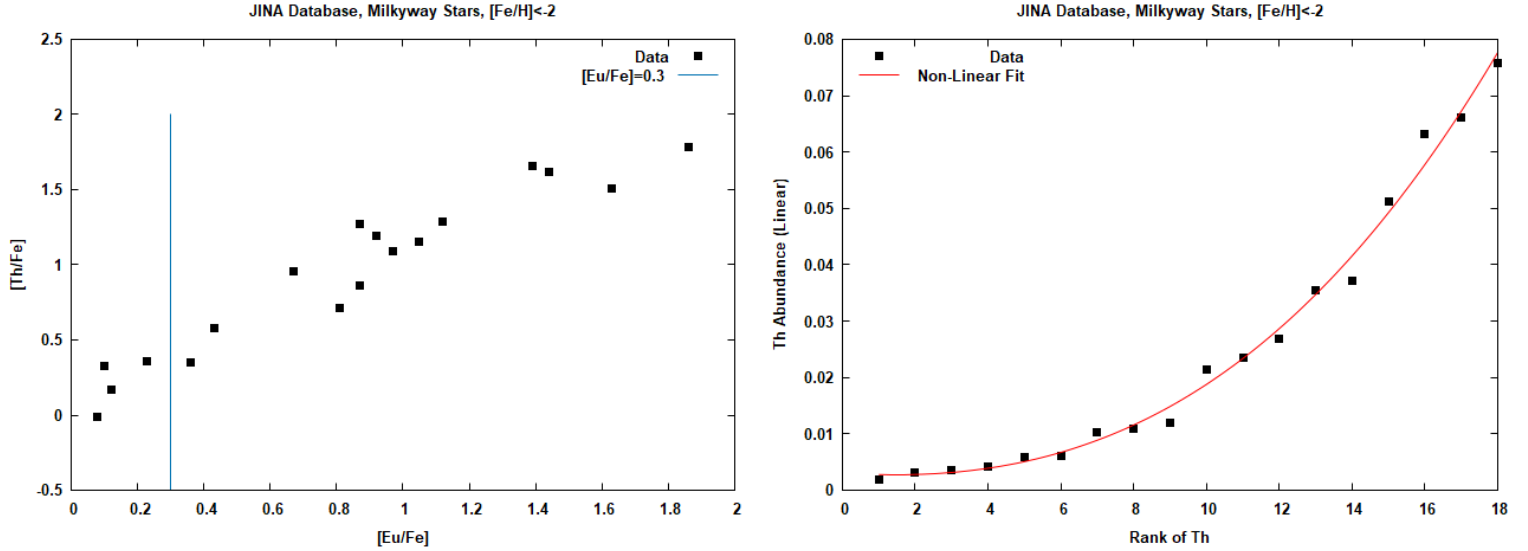 JINA Database, Milkyway Stars, [Fe/H]<-2
2.5
2
1.5
1
0.5
0
-0.5
[Th/Fe]
Data
[Eu/Fe]=0.3
0 0.2 0.4 0.6 0.8 1 1.2 1.4 1.6 1.8 2
[Eu/Fe]
JINA Database, Milkyway Stars, [Fe/H]<-2
0.08
0.07
0.06
0.05
0.04
0.03
0.02
0.01
0
Th Abundance (Linear)
Data
Non-Linear Fit
0 2 4 6 8 10 12 14 16 18
Rank of Th